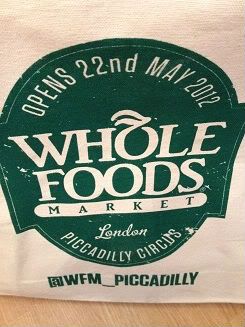 OPENS 22nd MAY 2012
WHOLE
FOODS
MARKET
London
PICCADILLY CIRCUS
@WFM_PICCADILLY